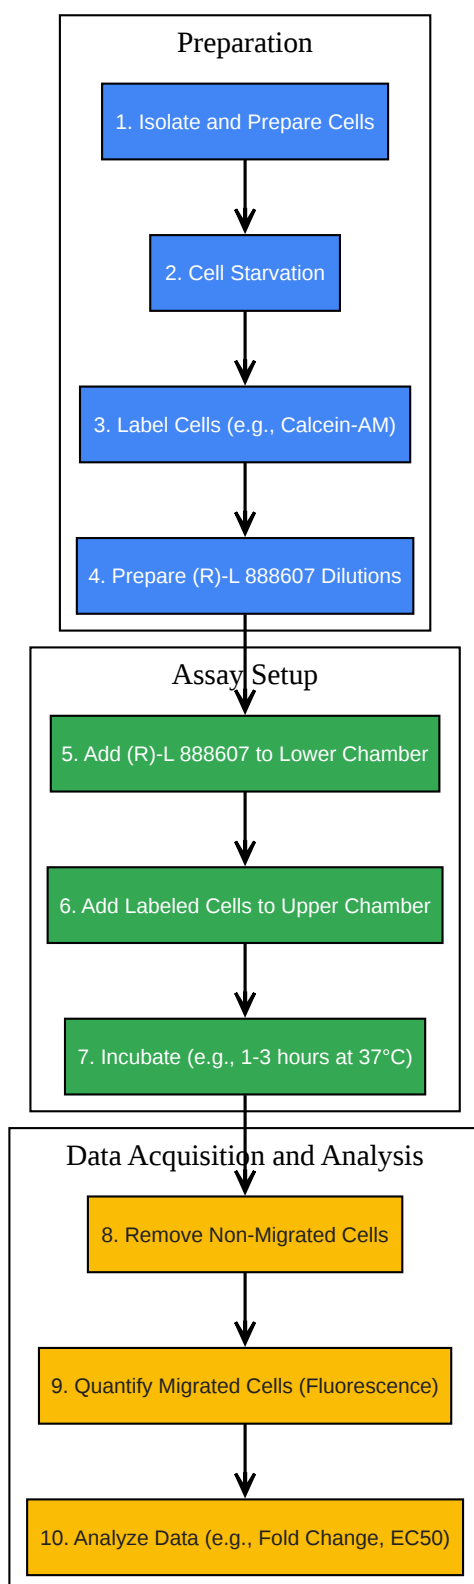 Preparation
1. Isolate and Prepare Cells
2. Cell Starvation
3. Label Cells (e.g., Calcein-AM)
4. Prepare (R)-L 888607 Dilutions
Assay Setup
5. Add (R)-L 888607 to Lower Chamber
6. Add Labeled Cells to Upper Chamber
7. Incubate (e.g., 1-3 hours at 37°C)
Data Acquisition and Analysis
8. Remove Non-Migrated Cells
9. Quantify Migrated Cells (Fluorescence)
10. Analyze Data (e.g., Fold Change, EC50)